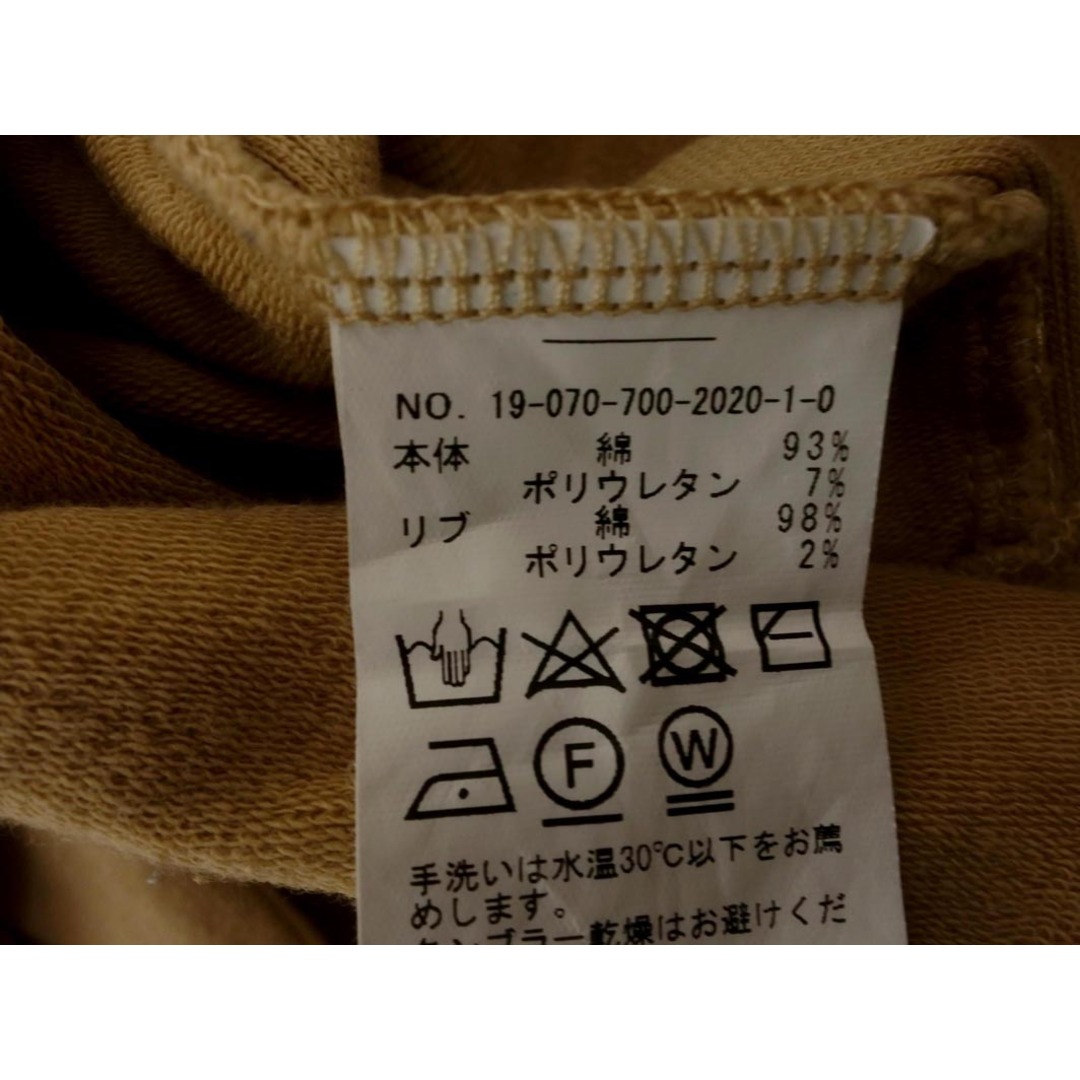 NO. 19-070-700-2020-1-0
本体 綿 93%
ポリウレタン 7%
リブ 綿 98%
ポリウレタン 2%
F W
手洗いは水温30℃以下をお薦
めします。
タンブラー乾燥はお避けくだ